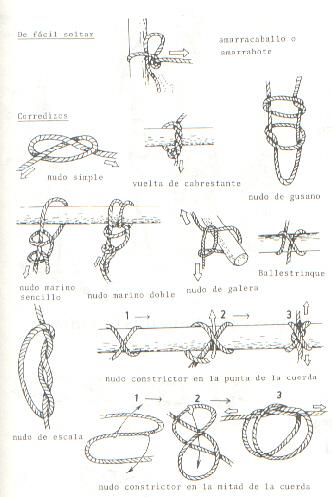 De fácil soltar
amarracaballo o
amarrabote
Corredizos
nudo simple
vuelta de cabrestante
nudo de gusano
nudo marino
sencillo
nudo marino doble
nudo de galera
Ballestrinque
1 → 2 → 3
nudo constrictor en la punta de la cuerda
nudo de escala
1 → 2 → 3
nudo constrictor en la mitad de la cuerda